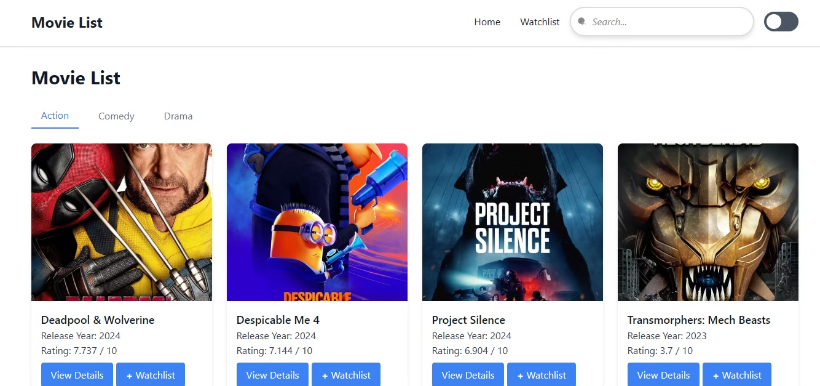 Movie List
Home
Watchlist
Search...
Movie List
Action
Comedy
Drama
DESPICABLE
PROJECT
SILENCE
Deadpool & Wolverine
Release Year: 2024
Rating: 7.737 / 10
View Details
+ Watchlist
Despicable Me 4
Release Year: 2024
Rating: 7.144 / 10
View Details
+ Watchlist
Project Silence
Release Year: 2024
Rating: 6.904 / 10
View Details
+ Watchlist
Transmorphers: Mech Beasts
Release Year: 2023
Rating: 3.7 / 10
View Details
+ Watchlist